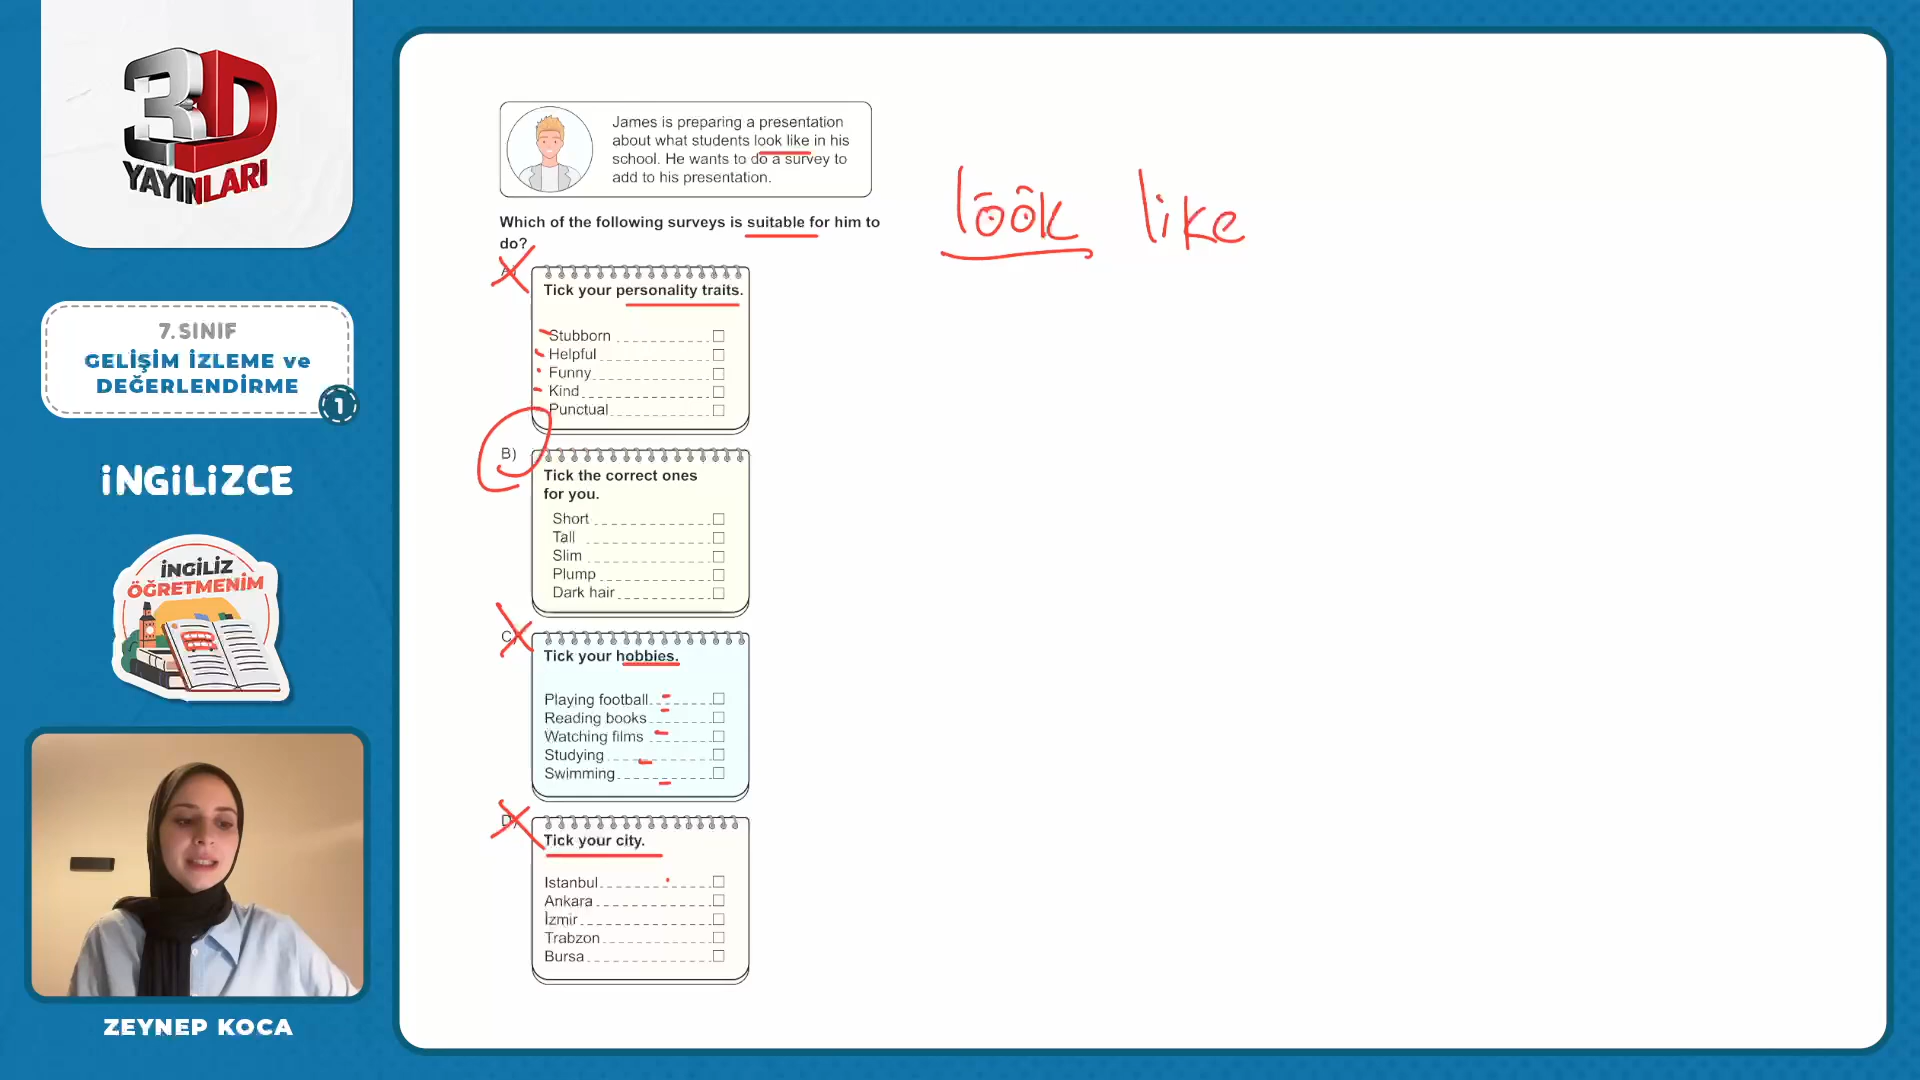 3D
YAYINLARI
7. SINIF
GELİŞİM İZLEME ve
DEĞERLENDİRME
1
İNGİLİZCE
İNGİLİZ
ÖĞRETMENİM
ZEYNEP KOCA
James is preparing a presentation
about what students look like in his
school. He wants to do a survey to
add to his presentation.
Which of the following surveys is suitable for him to
do?
A)
Tick your personality traits.
Stubborn
Helpful
Funny
Kind
Punctual
B)
Tick the correct ones
for you.
Short
Tall
Slim
Plump
Dark hair
C)
Tick your hobbies.
Playing football
Reading books
Watching films
Studying
Swimming
D)
Tick your city.
Istanbul
Ankara
İzmir
Trabzon
Bursa
look like